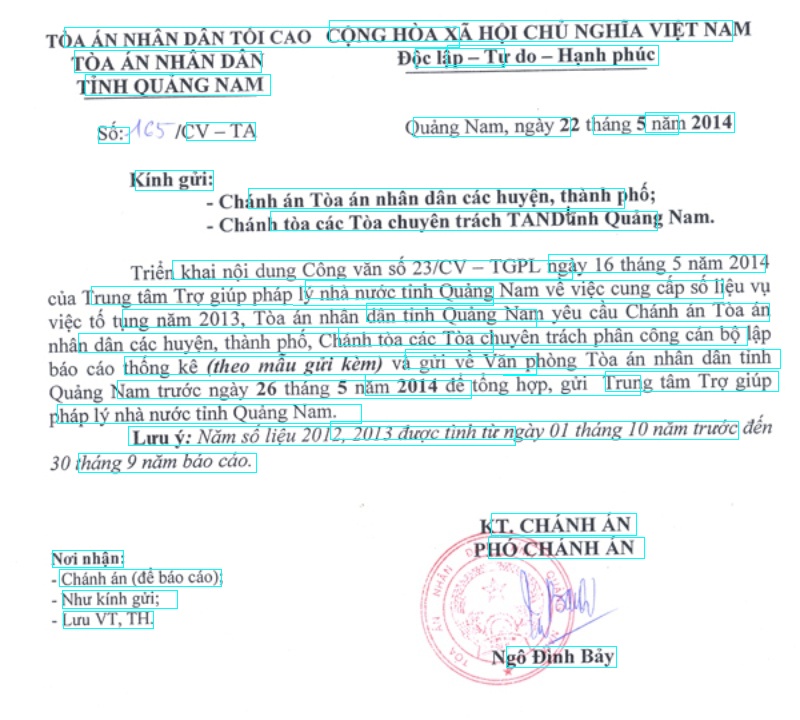 TÒA ÁN NHÂN DÂN TỐI CAO
TÒA ÁN NHÂN DÂN
TỈNH QUẢNG NAM
Số: 165/CV – TA
CỘNG HÒA XÃ HỘI CHỦ NGHĨA VIỆT NAM
Độc lập – Tự do – Hạnh phúc
Quảng Nam, ngày 22 tháng 5 năm 2014
Kính gửi:
- Chánh án Tòa án nhân dân các huyện, thành phố;
- Chánh tòa các Tòa chuyên trách TAND tỉnh Quảng Nam.
Triển khai nội dung Công văn số 23/CV – TGPL ngày 16 tháng 5 năm 2014
của Trung tâm Trợ giúp pháp lý nhà nước tỉnh Quảng Nam về việc cung cấp số liệu vụ
việc tố tụng năm 2013, Tòa án nhân dân tỉnh Quảng Nam yêu cầu Chánh án Tòa án
nhân dân các huyện, thành phố, Chánh tòa các Tòa chuyên trách phân công cán bộ lập
báo cáo thống kê (theo mẫu gửi kèm) và gửi về Văn phòng Tòa án nhân dân tỉnh
Quảng Nam trước ngày 26 tháng 5 năm 2014 để tổng hợp, gửi Trung tâm Trợ giúp
pháp lý nhà nước tỉnh Quảng Nam.
Lưu ý: Năm số liệu 2012, 2013 được tính từ ngày 01 tháng 10 năm trước đến
30 tháng 9 năm báo cáo.
KT. CHÁNH ÁN
PHÓ CHÁNH ÁN
Nơi nhận:
- Chánh án (để báo cáo);
- Như kính gửi;
- Lưu VT, TH.
Ngô Đình Bảy